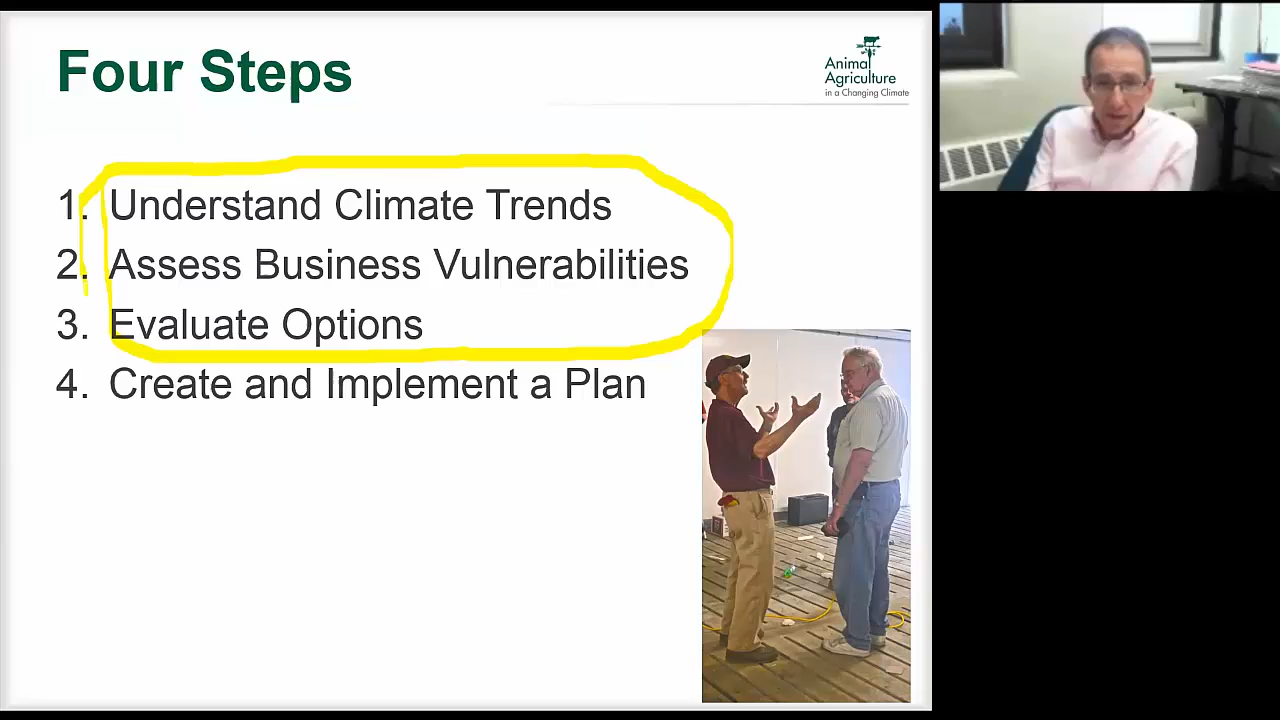 Four Steps
Animal
Agriculture
in a Changing Climate
1. Understand Climate Trends
2. Assess Business Vulnerabilities
3. Evaluate Options
4. Create and Implement a Plan